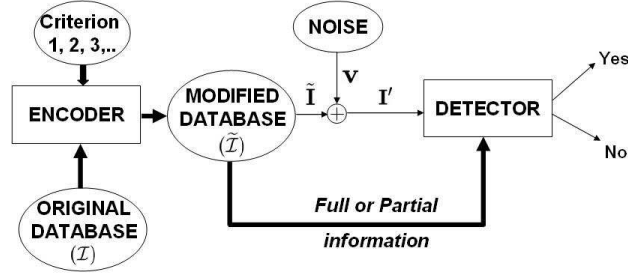 Criterion
1, 2, 3,..
NOISE
Yes
ENCODER
MODIFIED
DATABASE
(Ĩ)
Ĩ
v
I′
DETECTOR
No
ORIGINAL
DATABASE
(I)
Full or Partial
information